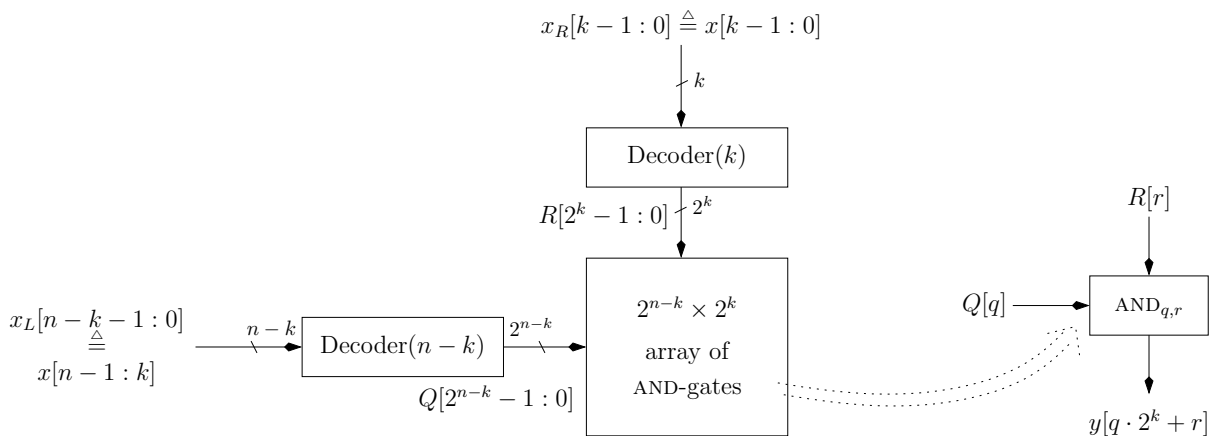 x_R[k − 1 : 0] ≜ x[k − 1 : 0]
k
Decoder(k)
R[2^k − 1 : 0]
2^k
R[r]
x_L[n − k − 1 : 0]
≜
x[n − 1 : k]
n − k
Decoder(n − k)
2^{n−k}
Q[2^{n−k} − 1 : 0]
2^{n−k} × 2^k
array of
AND-gates
Q[q]
AND_{q,r}
y[q · 2^k + r]